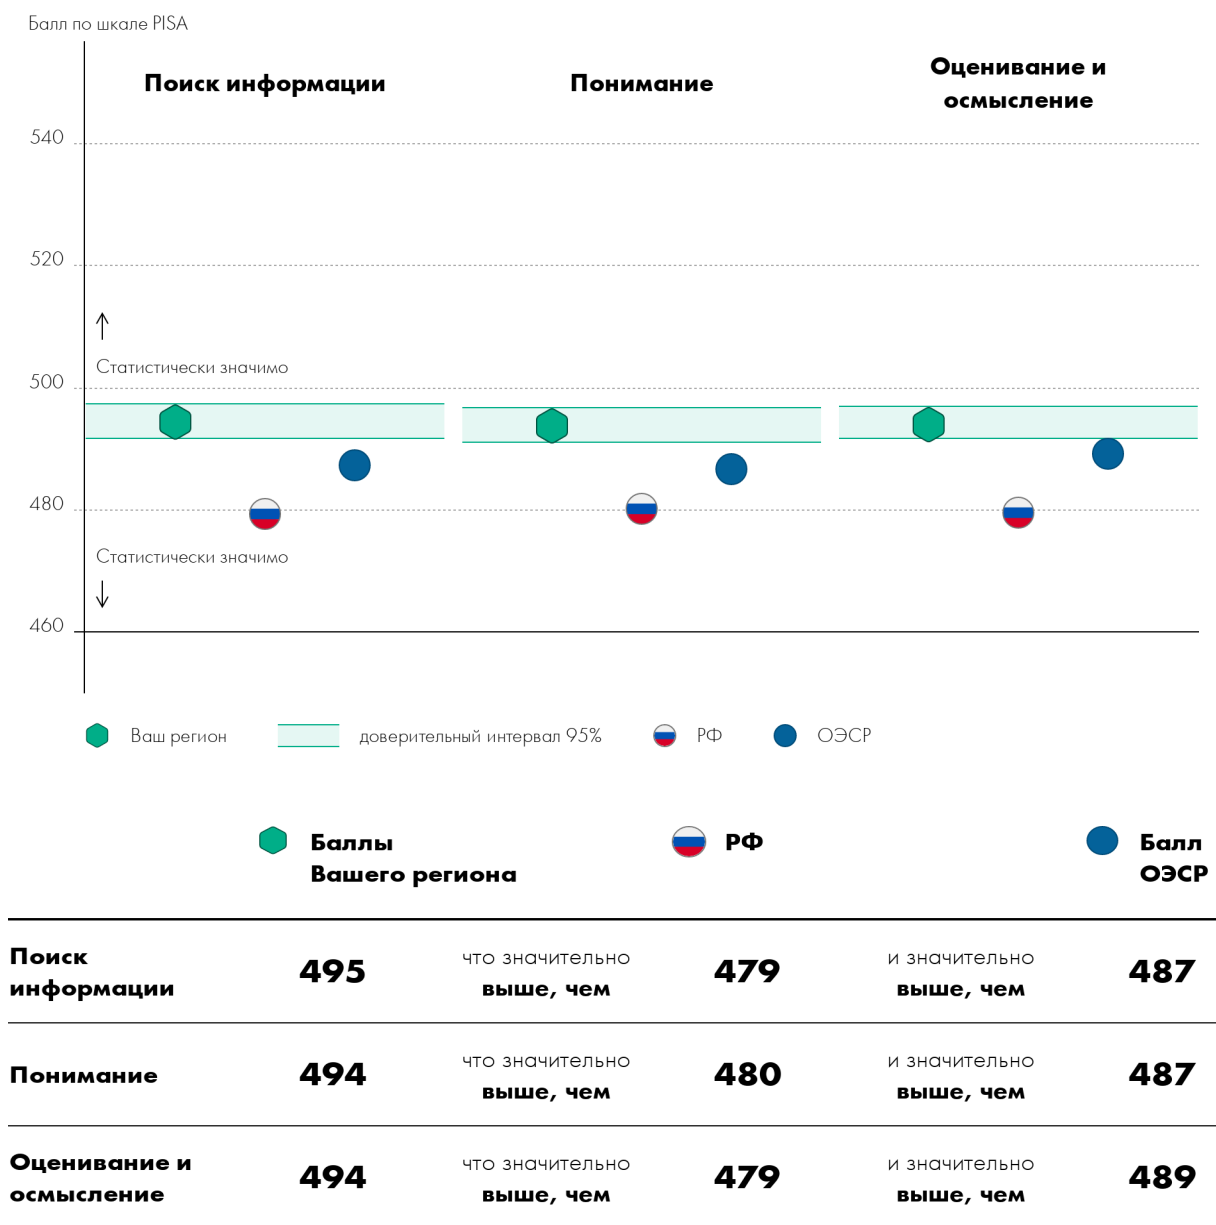 Балл по шкале PISA
Поиск информации
Понимание
Оценивание и
осмысление
540
520
Статистически значимо
500
480
Статистически значимо
460
Ваш регион
доверительный интервал 95%
РФ
ОЭСР
Баллы
Вашего региона
РФ
Балл
ОЭСР
Поиск
информации
495
что значительно
выше, чем
479
и значительно
выше, чем
487
Понимание
494
что значительно
выше, чем
480
и значительно
выше, чем
487
Оценивание и
осмысление
494
что значительно
выше, чем
479
и значительно
выше, чем
489